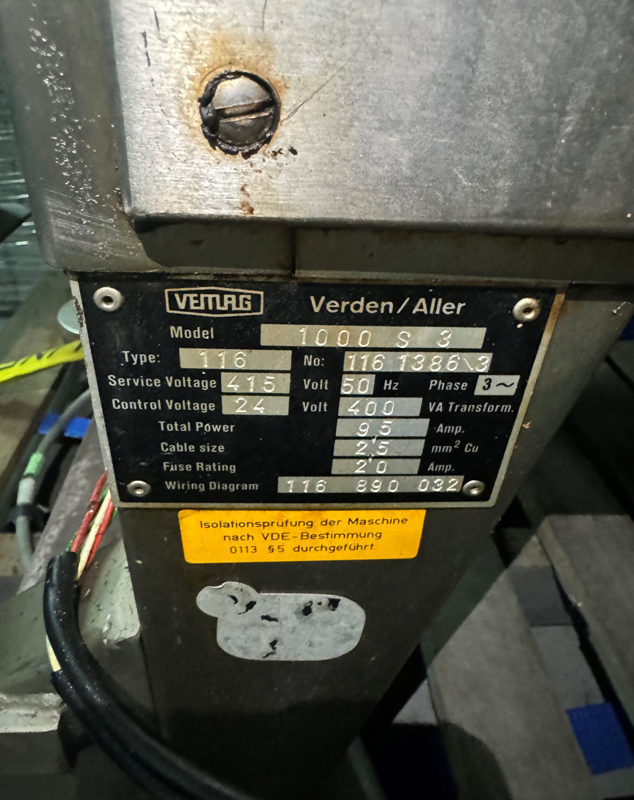 VEMAG Verden/Aller
Model 1000 S 3
Type: 116 No: 116 1386\3
Service Voltage 415 Volt 50 Hz Phase 3~
Control Voltage 24 Volt 400 VA Transform.
Total Power 9,5 Amp.
Cable size 2,5 mm² Cu
Fuse Rating 20 Amp.
Wiring Diagram 116 890 032
Isolationsprüfung der Maschine
nach VDE-Bestimmung
0113 §5 durchgeführt